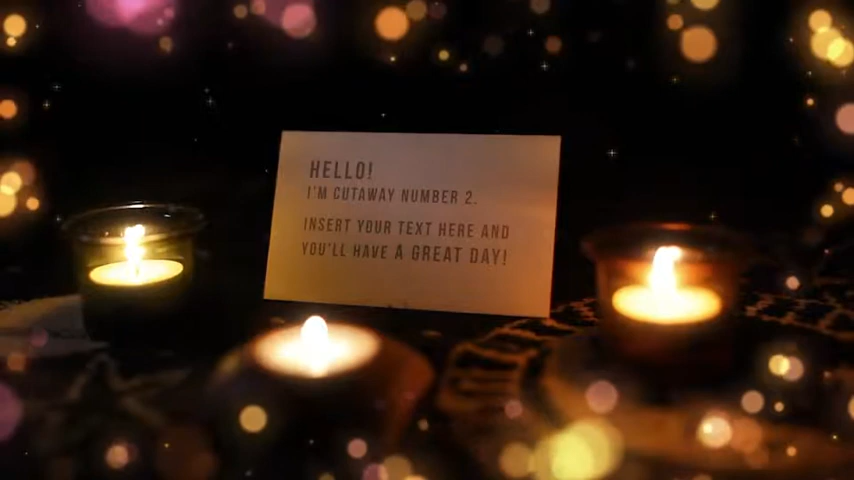 HELLO!
I'M CUTAWAY NUMBER 2.
INSERT YOUR TEXT HERE AND
YOU'LL HAVE A GREAT DAY!